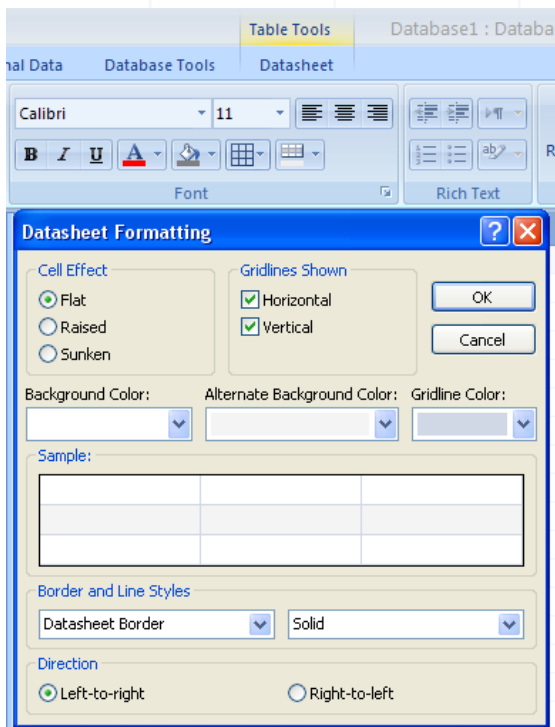 Table Tools Database1 : Databa
nal Data Database Tools Datasheet
Calibri 11
B I U A ab
R
Font Rich Text
Datasheet Formatting ?
Cell Effect Gridlines Shown
Flat Horizontal OK
Raised Vertical
Sunken Cancel
Background Color: Alternate Background Color: Gridline Color:
Sample:
Border and Line Styles
Datasheet Border Solid
Direction
Left-to-right Right-to-left